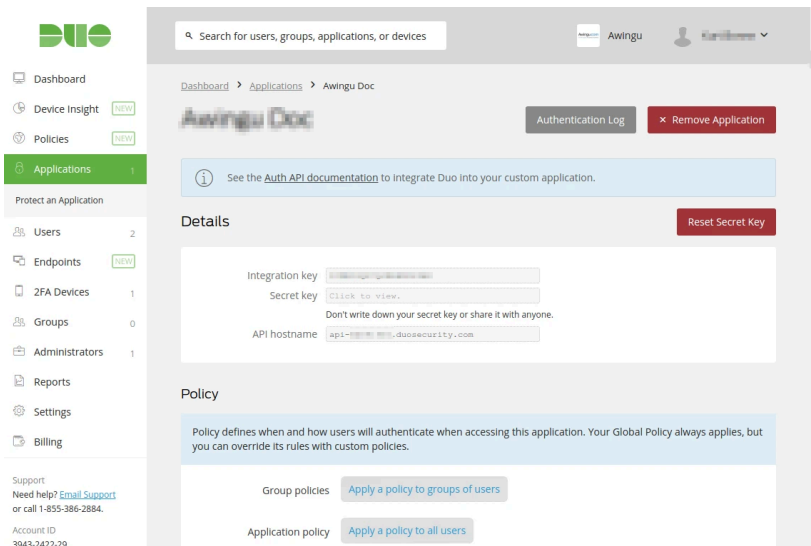 DUO
Search for users, groups, applications, or devices
Awingu
Dashboard
Device Insight NEW
Policies NEW
Applications 1
Protect an Application
Users 2
Endpoints NEW
2FA Devices 1
Groups 0
Administrators 1
Reports
Settings
Billing
Support
Need help? Email Support
or call 1-855-386-2884.
Account ID
3943-2422-29
Dashboard > Applications > Awingu Doc
Awingu Doc
Authentication Log
× Remove Application
See the Auth API documentation to integrate Duo into your custom application.
Details
Reset Secret Key
Integration key
Secret key Click to view.
Don't write down your secret key or share it with anyone.
API hostname api- .duosecurity.com
Policy
Policy defines when and how users will authenticate when accessing this application. Your Global Policy always applies, but
you can override its rules with custom policies.
Group policies Apply a policy to groups of users
Application policy Apply a policy to all users